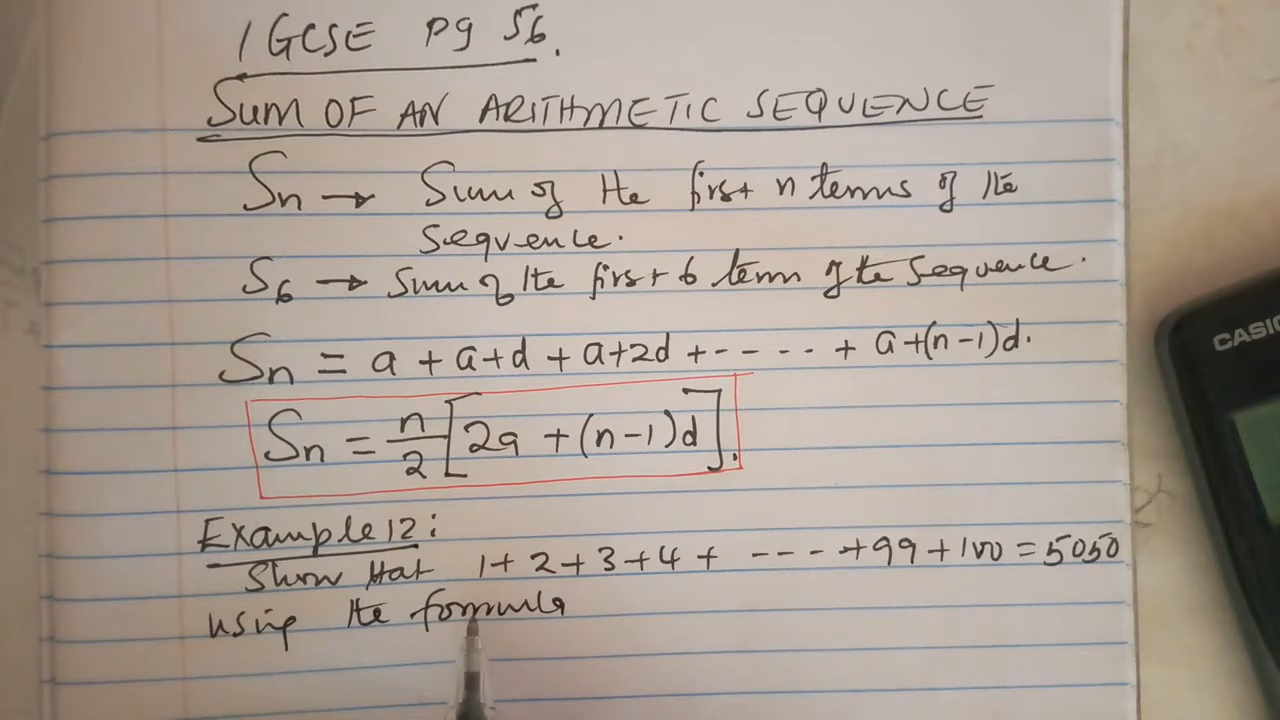 IGCSE pg 56.
SUM OF AN ARITHMETIC SEQUENCE
Sn → Sum of the first n terms of the
sequence.
S6 → Sum of the first 6 term of the sequence.
Sn = a + a+d + a+2d +----- + a+(n-1)d.
Sn = n/2 [2a + (n-1)d].
Example 12:
Show that 1+2+3+4+ ----+99+100 = 5050
using the formula
CASIO